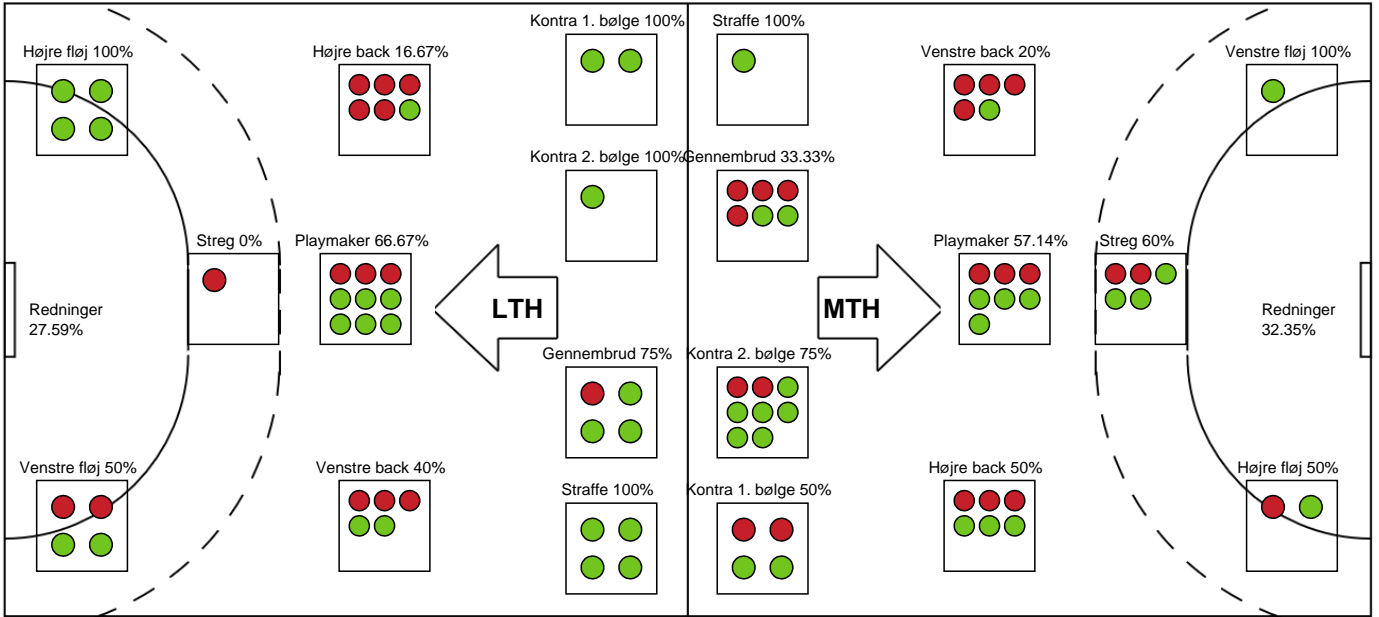 Kontra 1. bølge 100%
Straffe 100%
Højre fløj 100%
Højre back 16.67%
Venstre back 20%
Venstre fløj 100%
Kontra 2. bølge 100%
Gennembrud 33.33%
Streg 0%
Playmaker 66.67%
Playmaker 57.14%
Streg 60%
Redninger
27.59%
LTH
MTH
Redninger
32.35%
Gennembrud 75%
Kontra 2. bølge 75%
Venstre fløj 50%
Venstre back 40%
Højre back 50%
Højre fløj 50%
Straffe 100%
Kontra 1. bølge 50%